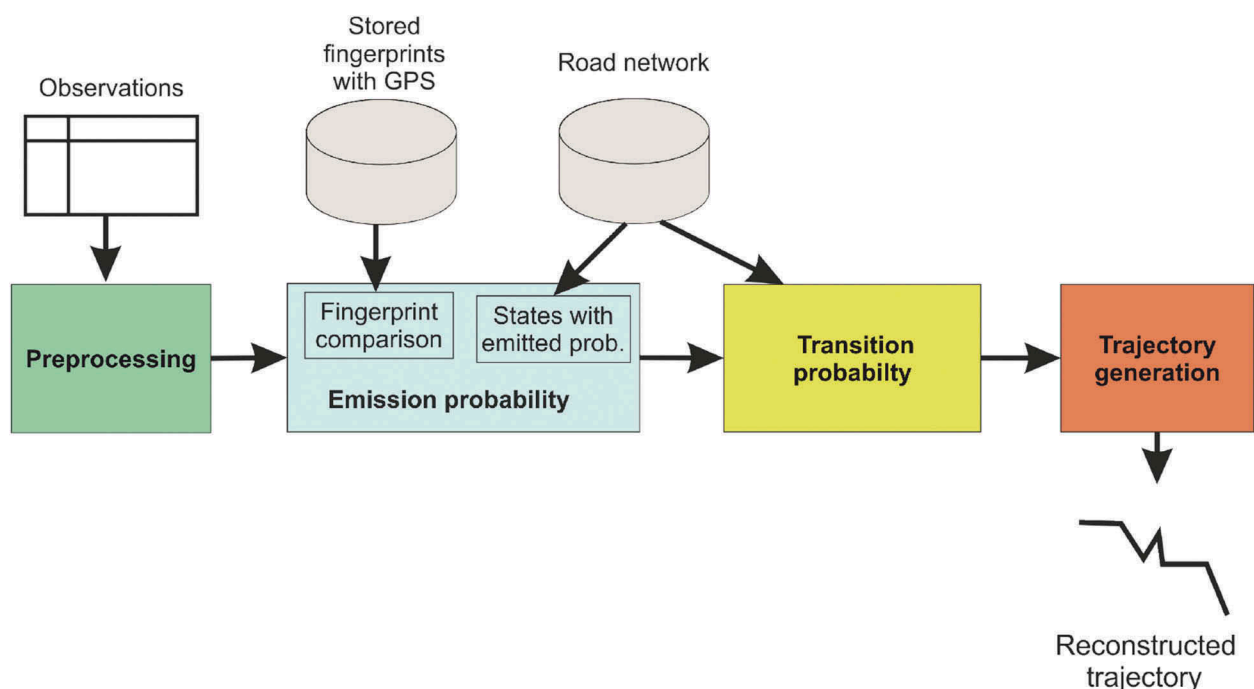 Stored
fingerprints
with GPS
Road network
Observations
Fingerprint
comparison
States with
emitted prob.
Preprocessing
Emission probability
Transition
probabilty
Trajectory
generation
Reconstructed
trajectory